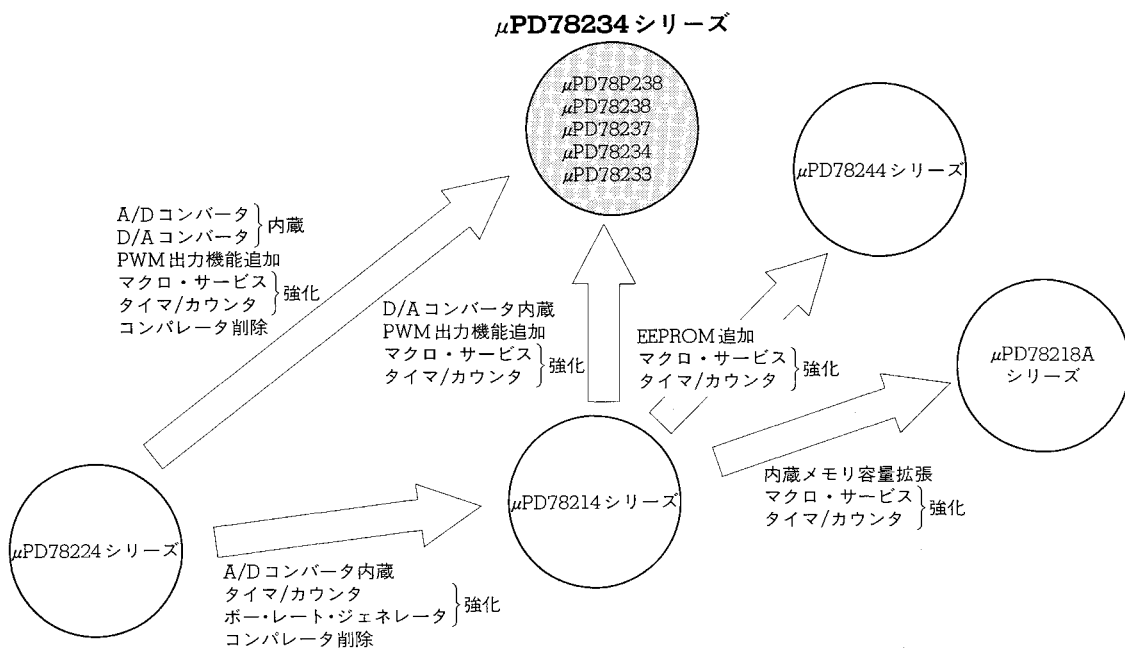 μPD78234シリーズ
μPD78P238
μPD78238
μPD78237
μPD78234
μPD78233
μPD78244シリーズ
A/Dコンバータ
D/Aコンバータ
内蔵
PWM出力機能追加
マクロ・サービス
タイマ/カウンタ
強化
コンパレータ削除
D/Aコンバータ内蔵
PWM出力機能追加
マクロ・サービス
タイマ/カウンタ
強化
EEPROM追加
マクロ・サービス
タイマ/カウンタ
強化
μPD78218A
シリーズ
μPD78224シリーズ
μPD78214シリーズ
内蔵メモリ容量拡張
マクロ・サービス
タイマ/カウンタ
強化
A/Dコンバータ内蔵
タイマ/カウンタ
ボー・レート・ジェネレータ
強化
コンパレータ削除